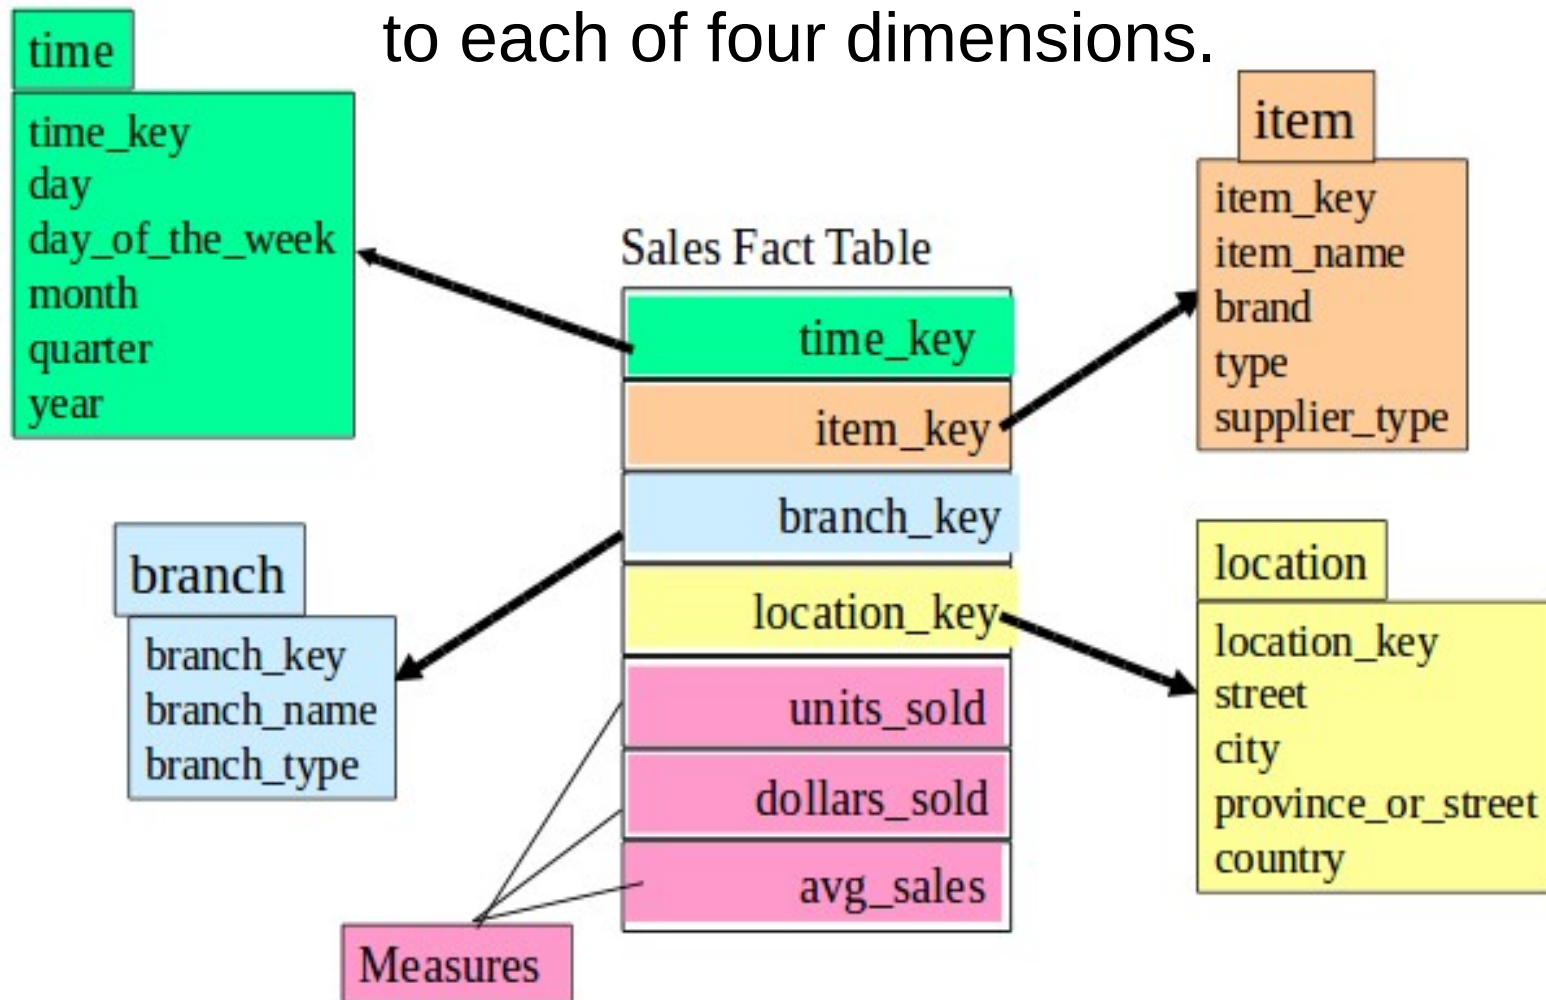 to each of four dimensions.
time
time_key
day
day_of_the_week
month
quarter
year
item
item_key
item_name
brand
type
supplier_type
Sales Fact Table
time_key
item_key
branch_key
location_key
units_sold
dollars_sold
avg_sales
branch
branch_key
branch_name
branch_type
location
location_key
street
city
province_or_street
country
Measures